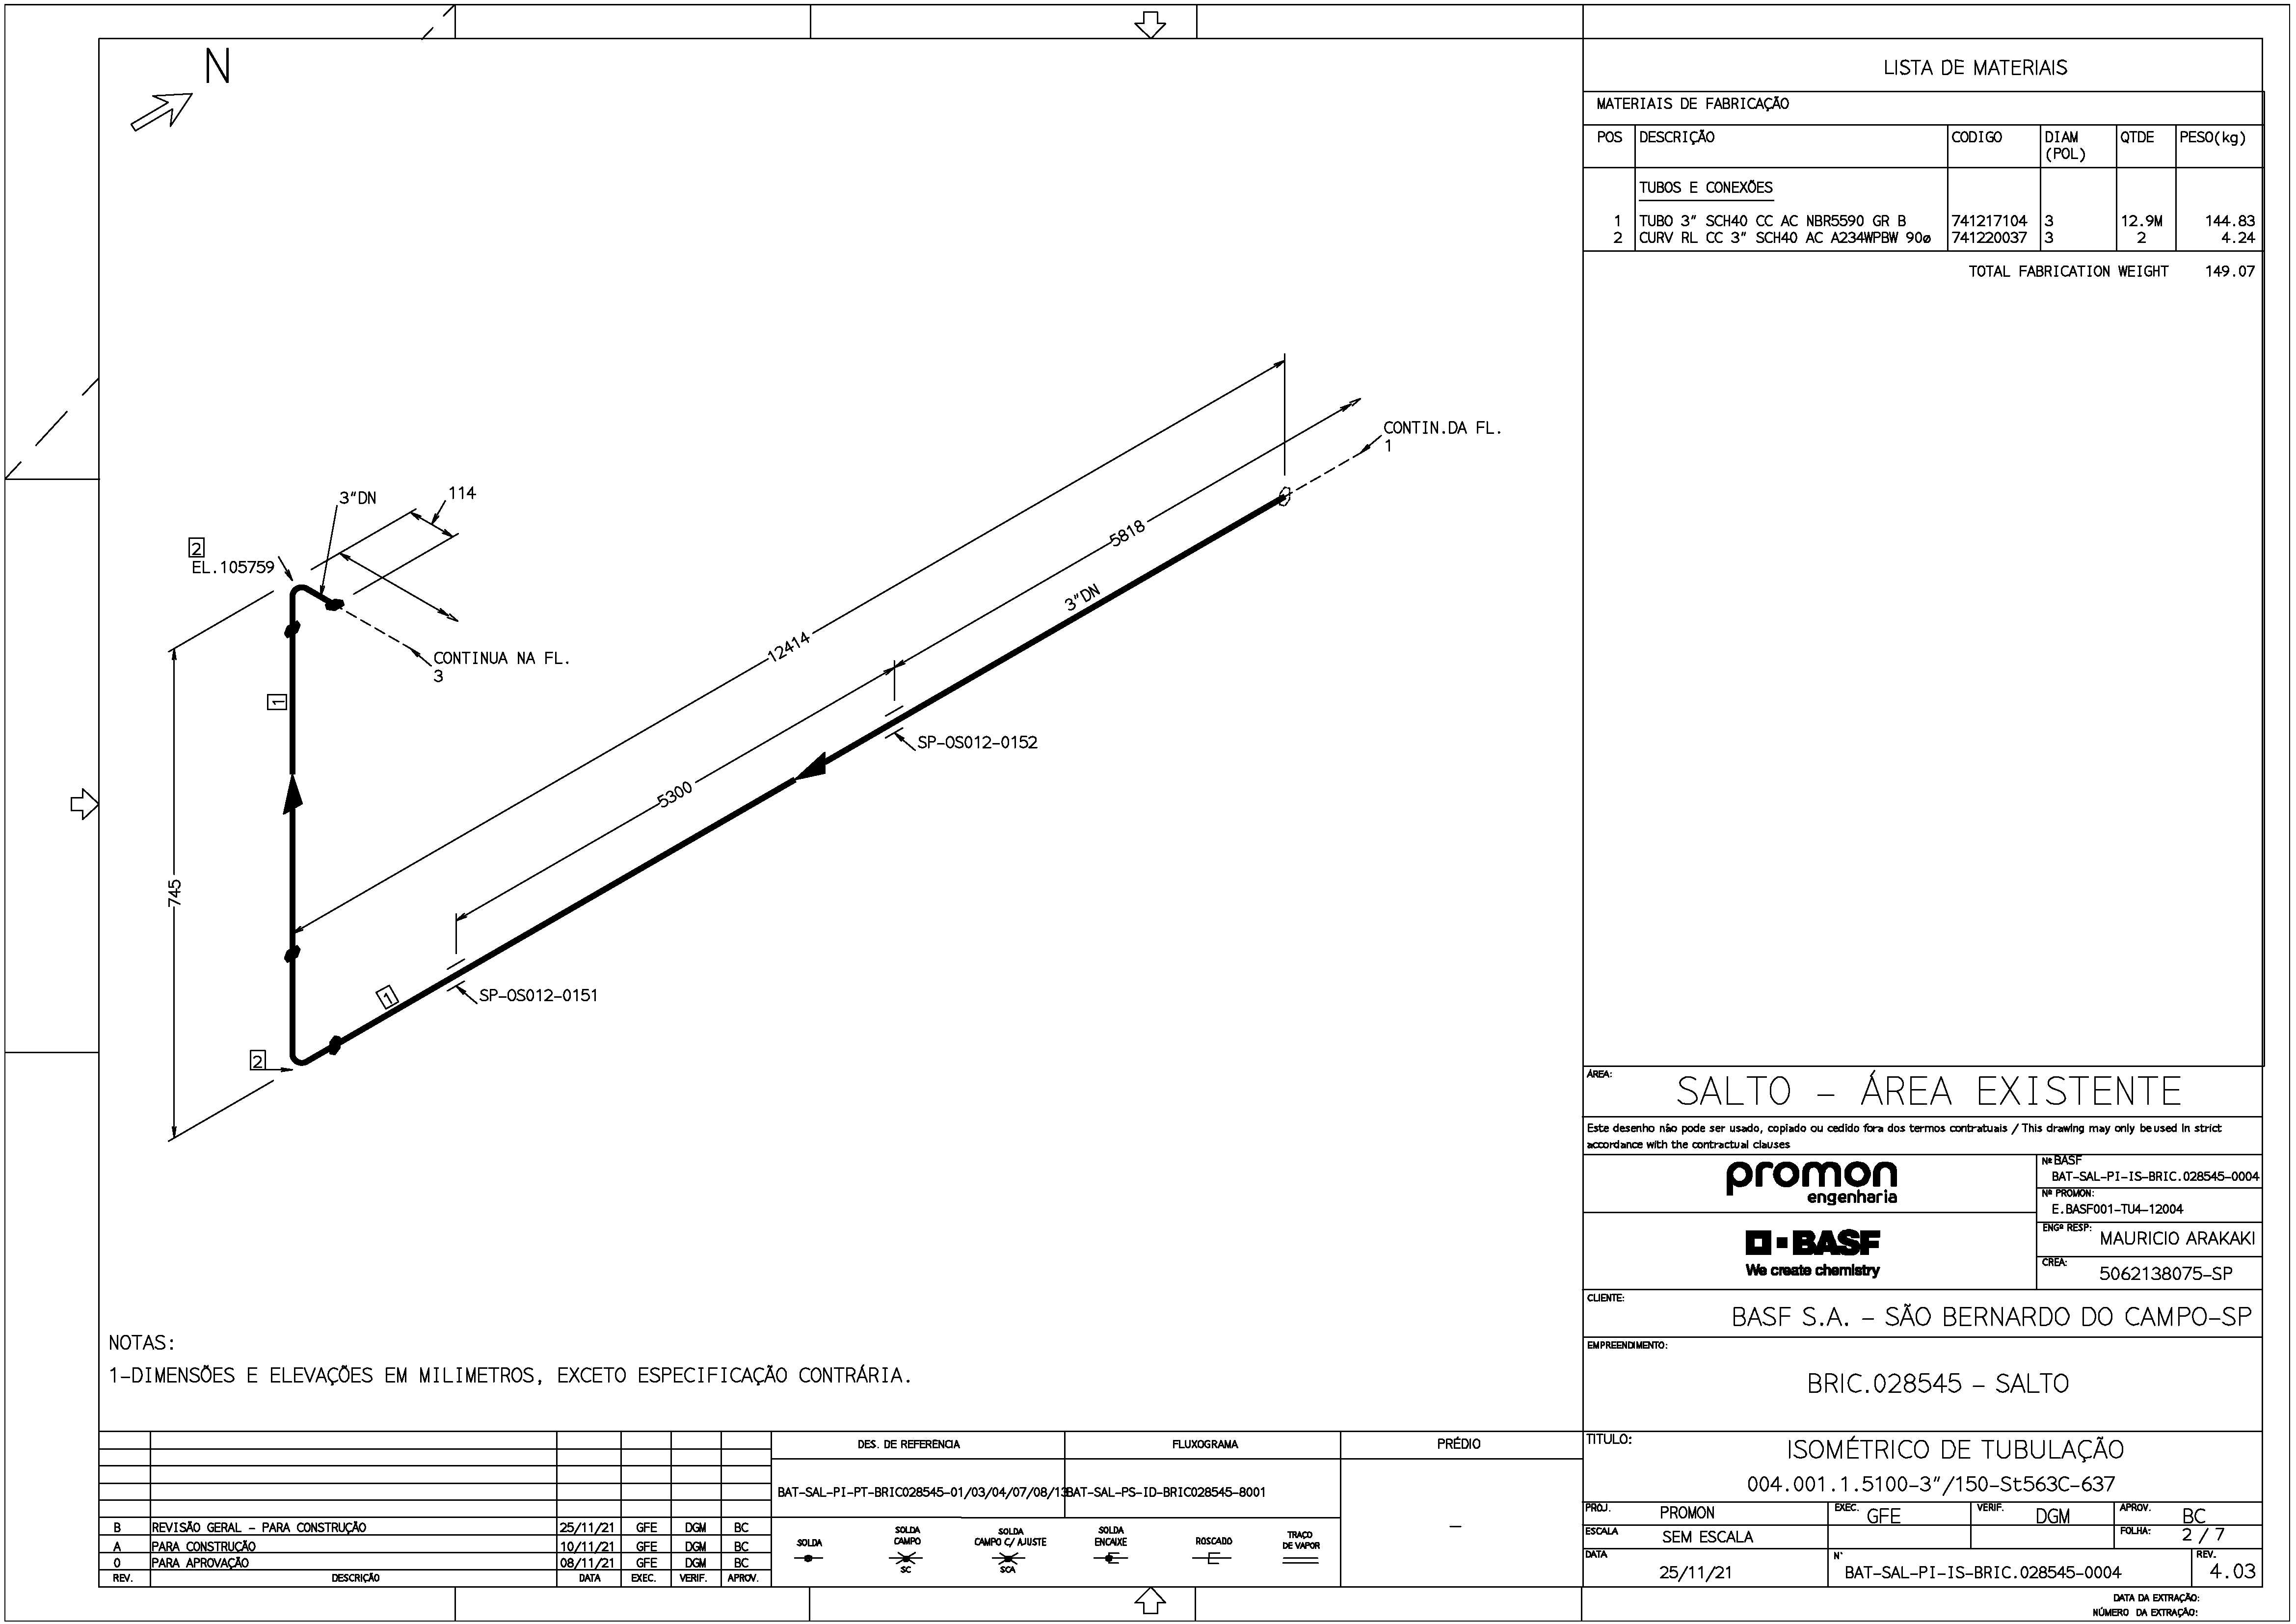 N
LISTA DE MATERIAIS
MATERIAIS DE FABRICAÇÃO
POS DESCRIÇÃO CODIGO DIAM (POL) QTDE PESO(kg)
TUBOS E CONEXÕES
1 TUBO 3" SCH40 CC AC NBR5590 GR B 741217104 3 12.9M 144.83
2 CURV RL CC 3" SCH40 AC A234WPBW 90ø 741220037 3 2 4.24
TOTAL FABRICATION WEIGHT 149.07
CONTIN.DA FL.
1
3"DN
114
2
EL.105759
5818
3"DN
12414
CONTINUA NA FL.
3
1
SP-OS012-0152
5300
745
1
SP-OS012-0151
2
NOTAS:
1-DIMENSÕES E ELEVAÇÕES EM MILIMETROS, EXCETO ESPECIFICAÇÃO CONTRÁRIA.
ÁREA:
SALTO - ÁREA EXISTENTE
Este desenho não pode ser usado, copiado ou cedido fora dos termos contratuais / This drawing may only be used in strict
accordance with the contractual clauses
promon
engenharia
Nº BASF
BAT-SAL-PI-IS-BRIC.028545-0004
Nº PROMON:
E.BASF001-TU4-12004
BASF
We create chemistry
ENGº RESP:
MAURICIO ARAKAKI
CREA:
5062138075-SP
CLIENTE:
BASF S.A. - SÃO BERNARDO DO CAMPO-SP
EMPREENDIMENTO:
BRIC.028545 - SALTO
TITULO:
ISOMÉTRICO DE TUBULAÇÃO
004.001.1.5100-3"/150-St563C-637
PROJ. PROMON EXEC. GFE VERIF. DGM APROV. BC
ESCALA SEM ESCALA FOLHA: 2 / 7
DATA 25/11/21 N° BAT-SAL-PI-IS-BRIC.028545-0004 REV. 4.03
DATA DA EXTRAÇÃO:
NÚMERO DA EXTRAÇÃO:
B REVISÃO GERAL - PARA CONSTRUÇÃO 25/11/21 GFE DGM BC
A PARA CONSTRUÇÃO 10/11/21 GFE DGM BC
0 PARA APROVAÇÃO 08/11/21 GFE DGM BC
REV. DESCRIÇÃO DATA EXEC. VERIF. APROV.
DES. DE REFERÊNCIA FLUXOGRAMA PRÉDIO
BAT-SAL-PI-PT-BRIC028545-01/03/04/07/08/13 BAT-SAL-PS-ID-BRIC028545-8001 -
SOLDA
SOLDA CAMPO
SC
SOLDA CAMPO C/ AJUSTE
SCA
SOLDA ENCAIXE
ROSCADO
TRAÇO DE VAPOR